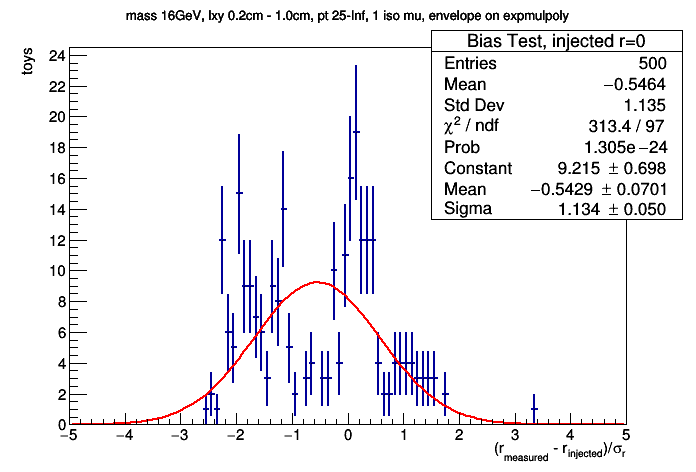 mass 16GeV, lxy 0.2cm - 1.0cm, pt 25-Inf, 1 iso mu, envelope on expmulpoly
Bias Test, injected r=0
Entries 500
Mean −0.5464
Std Dev 1.135
χ² / ndf 313.4 / 97
Prob 1.305e−24
Constant 9.215 ± 0.698
Mean −0.5429 ± 0.0701
Sigma 1.134 ± 0.050
toys
24
22
20
18
16
14
12
10
8
6
4
2
0
−5 −4 −3 −2 −1 0 1 2 3 4 5
(r_measured - r_injected)/σ_r